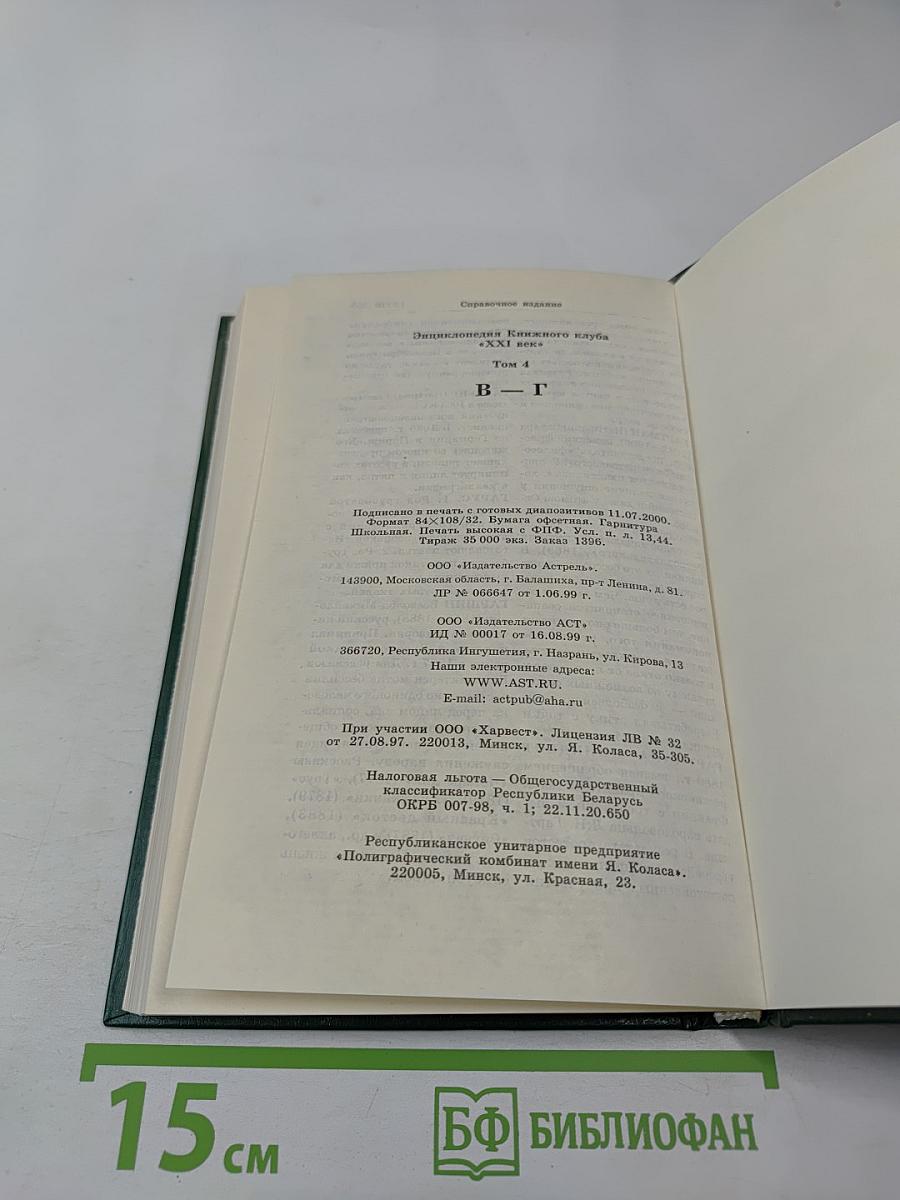 Справочное издание
Энциклопедия Книжного клуба
«XXI век»
Том 4
В — Г
Подписано в печать с готовых диапозитивов 11.07.2000.
Формат 84×108/32. Бумага офсетная. Гарнитура
Школьная. Печать высокая с ФПФ. Усл. п. л. 13,44.
Тираж 35 000 экз. Заказ 1396.
ООО «Издательство Астрель».
143900, Московская область, г. Балашиха, пр-т Ленина, д. 81.
ЛР № 066647 от 1.06.99 г.
ООО «Издательство АСТ»
ИД № 00017 от 16.08.99 г.
366720, Республика Ингушетия, г. Назрань, ул. Кирова, 13
Наши электронные адреса:
WWW.AST.RU.
E-mail: actpub@aha.ru
При участии ООО «Харвест». Лицензия ЛВ № 32
от 27.08.97. 220013, Минск, ул. Я. Коласа, 35-305.
Налоговая льгота — Общегосударственный
классификатор Республики Беларусь
ОКРБ 007-98, ч. 1; 22.11.20.650
Республиканское унитарное предприятие
«Полиграфический комбинат имени Я. Коласа».
220005, Минск, ул. Красная, 23.
15 см
БФ БИБЛИОФАН